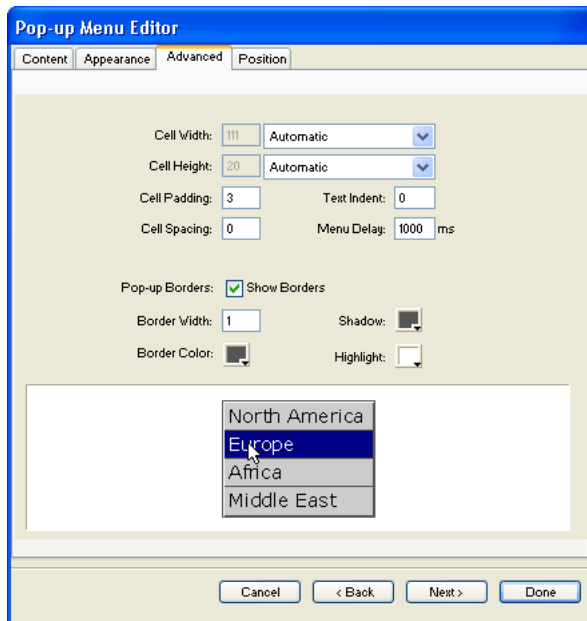 Pop-up Menu Editor
Content Appearance Advanced Position
Cell Width: 111 Automatic
Cell Height: 20 Automatic
Cell Padding: 3 Text Indent: 0
Cell Spacing: 0 Menu Delay: 1000 ms
Pop-up Borders: Show Borders
Border Width: 1 Shadow:
Border Color: Highlight:
North America
Europe
Africa
Middle East
Cancel < Back Next > Done